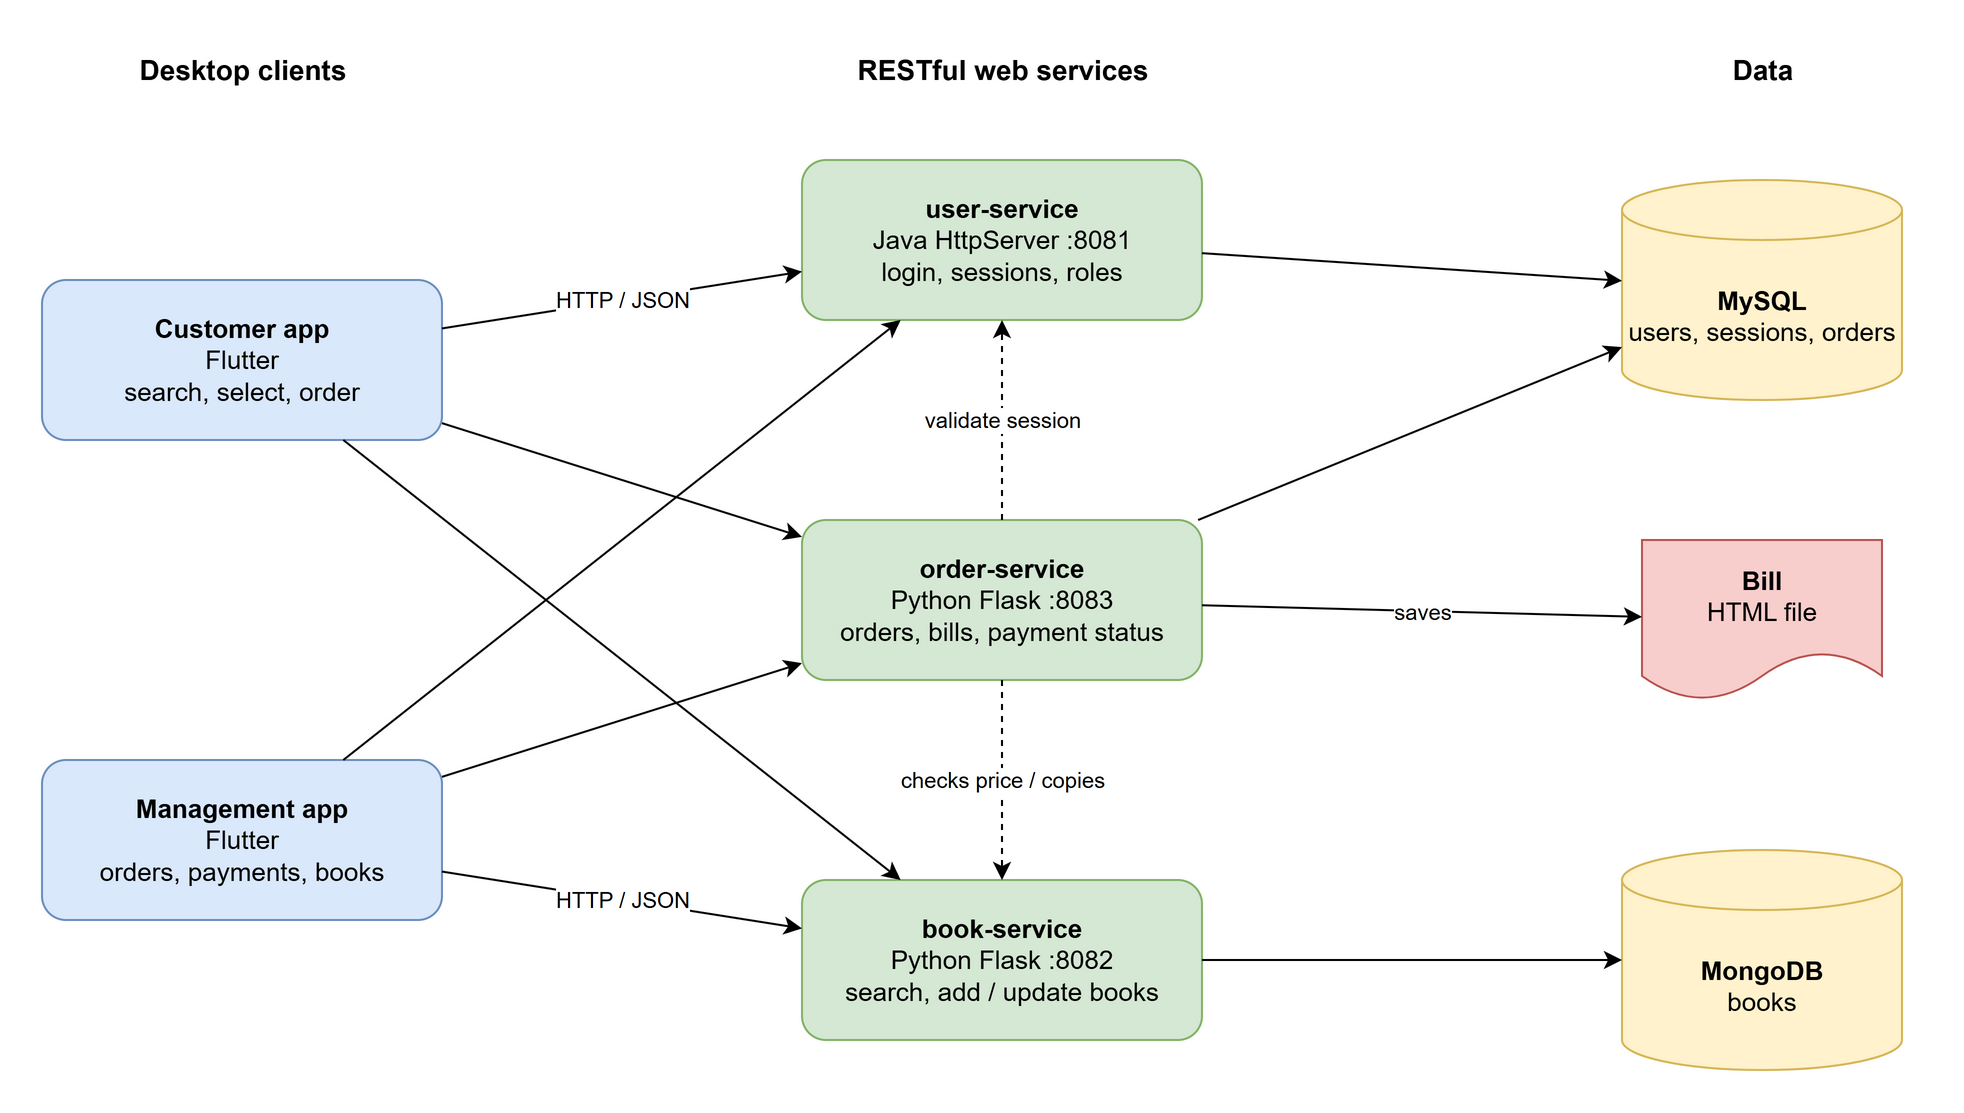 Desktop clients
RESTful web services
Data
user-service
Java HttpServer :8081
login, sessions, roles
MySQL
users, sessions, orders
HTTP / JSON
Customer app
Flutter
search, select, order
validate session
order-service
Python Flask :8083
orders, bills, payment status
saves
Bill
HTML file
checks price / copies
Management app
Flutter
orders, payments, books
HTTP / JSON
book-service
Python Flask :8082
search, add / update books
MongoDB
books